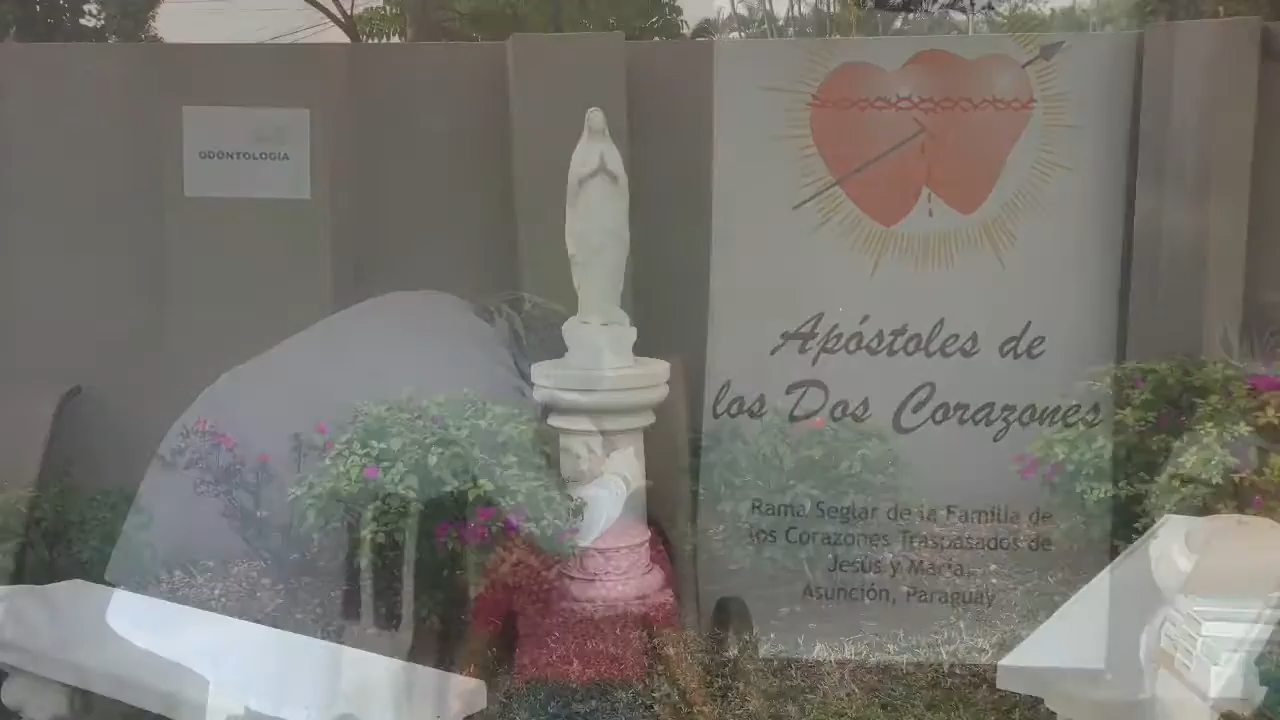 ODONTOLOGIA
Apóstoles de
los Dos Corazones
Rama Seglar de la Familia de
los Corazones Traspasados de
Jesús y María,
Asunción, Paraguay